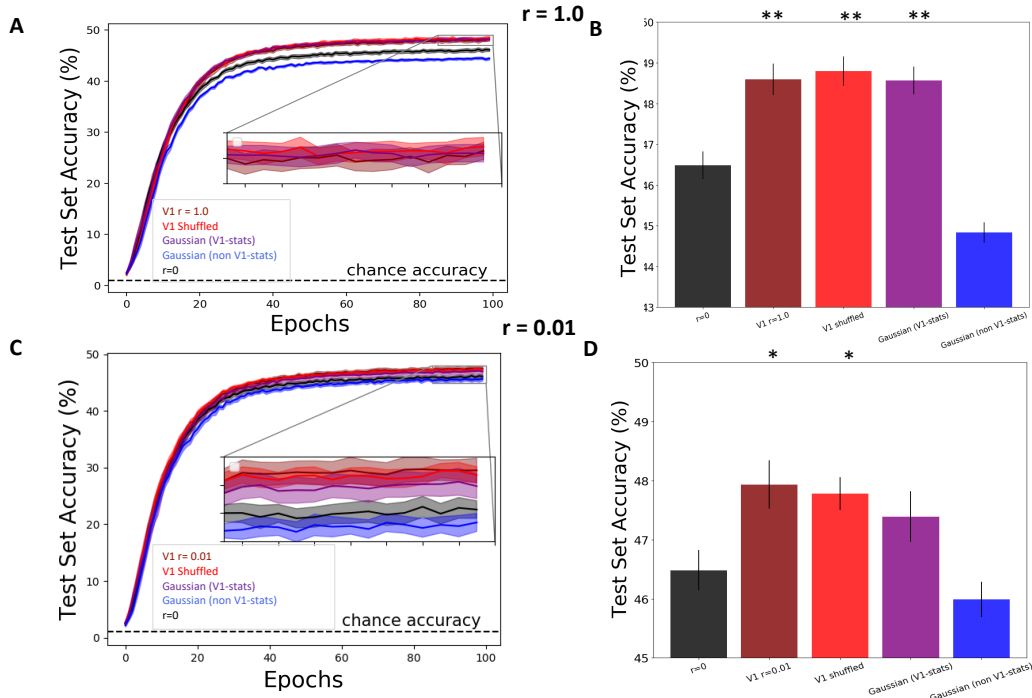 A
r = 1.0
B
Test Set Accuracy (%)
50
40
30
20
10
0
V1 r = 1.0
V1 Shuffled
Gaussian (V1-stats)
Gaussian (non V1-stats)
r=0
chance accuracy
0 20 40 60 80 100
Epochs
Test Set Accuracy (%)
50
49
48
47
46
45
44
43
** ** **
r=0
V1 r=1.0
V1 shuffled
Gaussian (V1-stats)
Gaussian (non V1-stats)
r = 0.01
C
D
Test Set Accuracy (%)
50
40
30
20
10
0
V1 r= 0.01
V1 Shuffled
Gaussian (V1-stats)
Gaussian (non V1-stats)
r=0
chance accuracy
0 20 40 60 80 100
Epochs
Test Set Accuracy (%)
50
49
48
47
46
45
* *
r=0
V1 r=0.01
V1 shuffled
Gaussian (V1-stats)
Gaussian (non V1-stats)